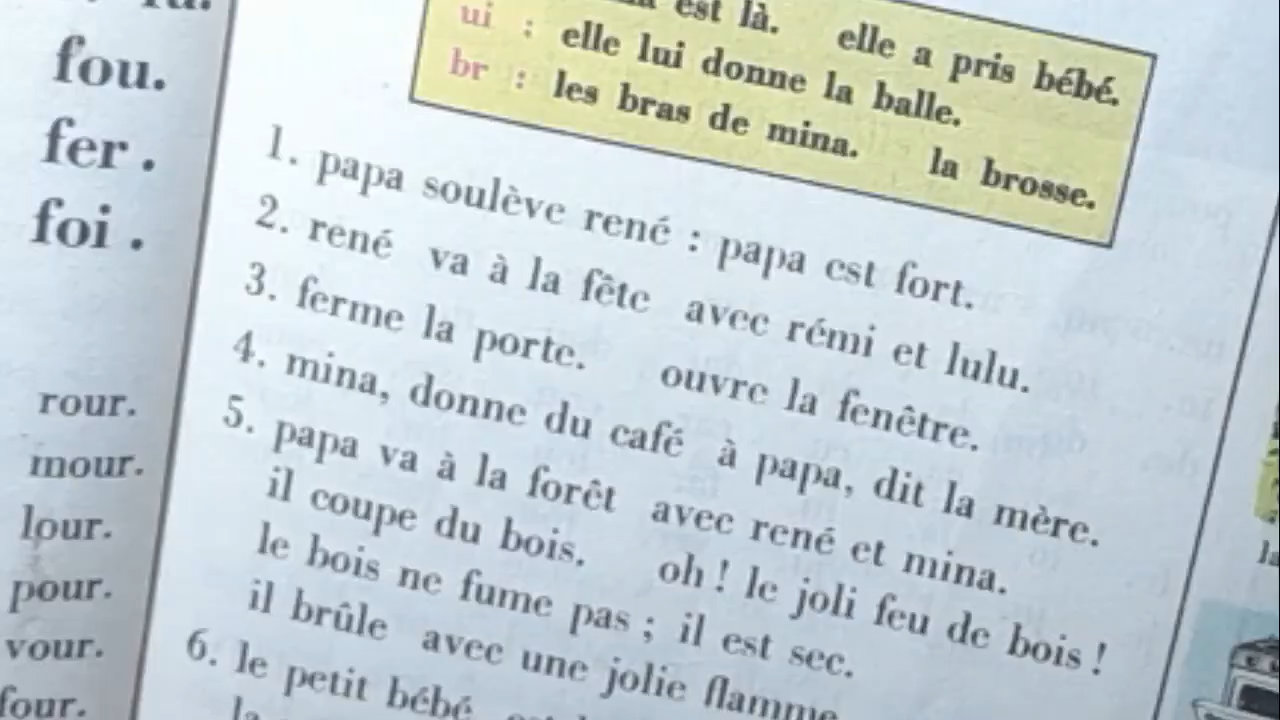 fou.
fer.
foi.
rour.
mour.
lour.
pour.
vour.
four.
est là. elle a pris bébé.
ui : elle lui donne la balle.
br : les bras de mina. la brosse.
1. papa soulève rené : papa est fort.
2. rené va à la fête avec rémi et lulu.
3. ferme la porte. ouvre la fenêtre.
4. mina, donne du café à papa, dit la mère.
5. papa va à la forêt avec rené et mina.
il coupe du bois. oh ! le joli feu de bois !
le bois ne fume pas ; il est sec.
il brûle avec une jolie flamme
6. le petit bébé